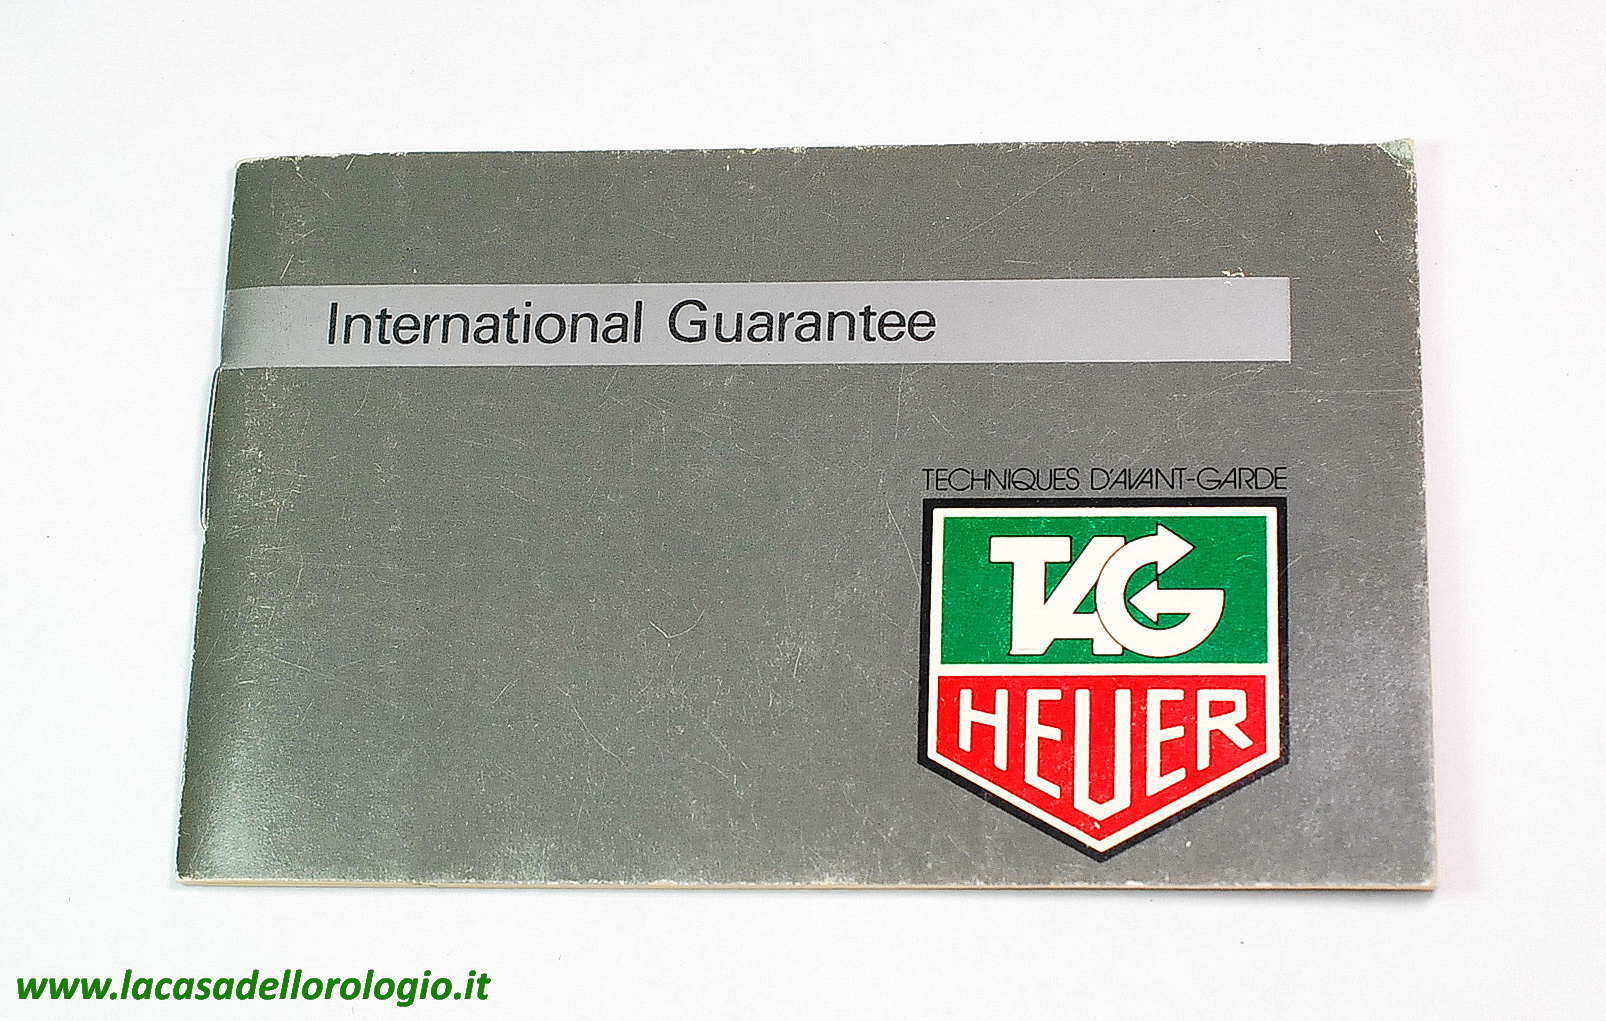 International Guarantee
TECHNIQUES D'AVANT-GARDE
TAG
HEUER
www.lacasadellorologio.it